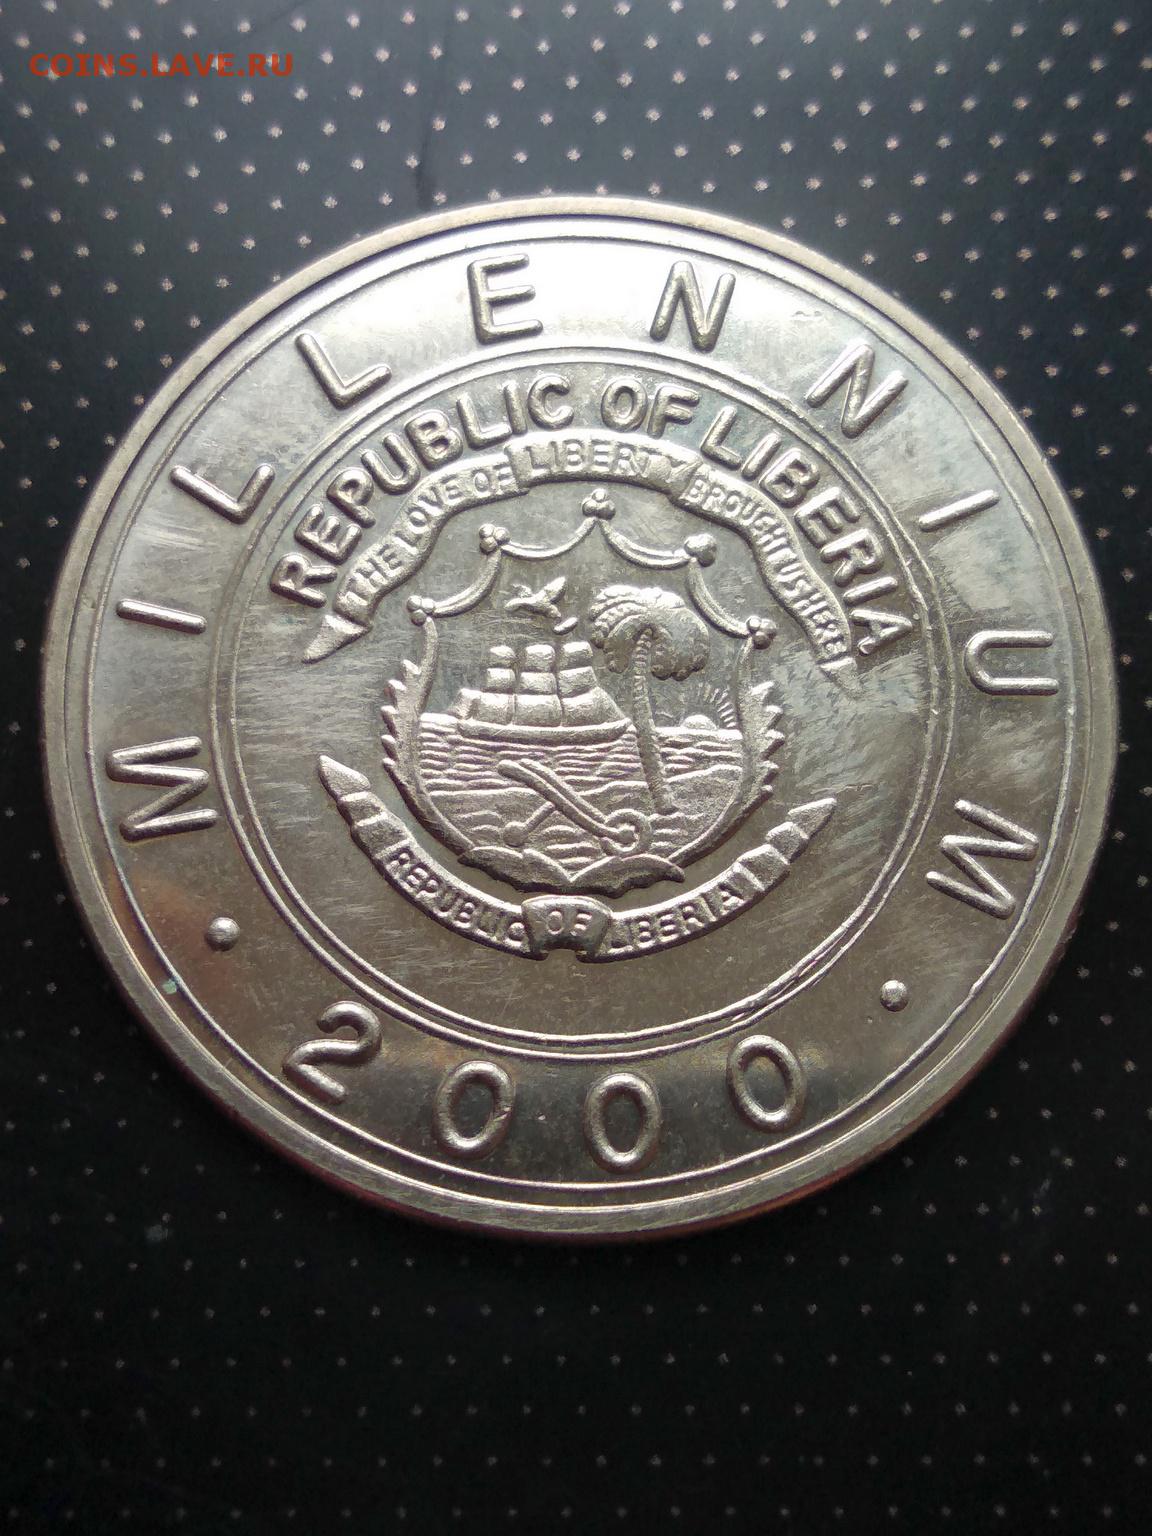 COINS.LAVE.RU
MILLENNIUM
REPUBLIC OF LIBERIA
THE LOVE OF LIBERTY BROUGHT US HERE
REPUBLIC OF LIBERIA
· 2000 ·